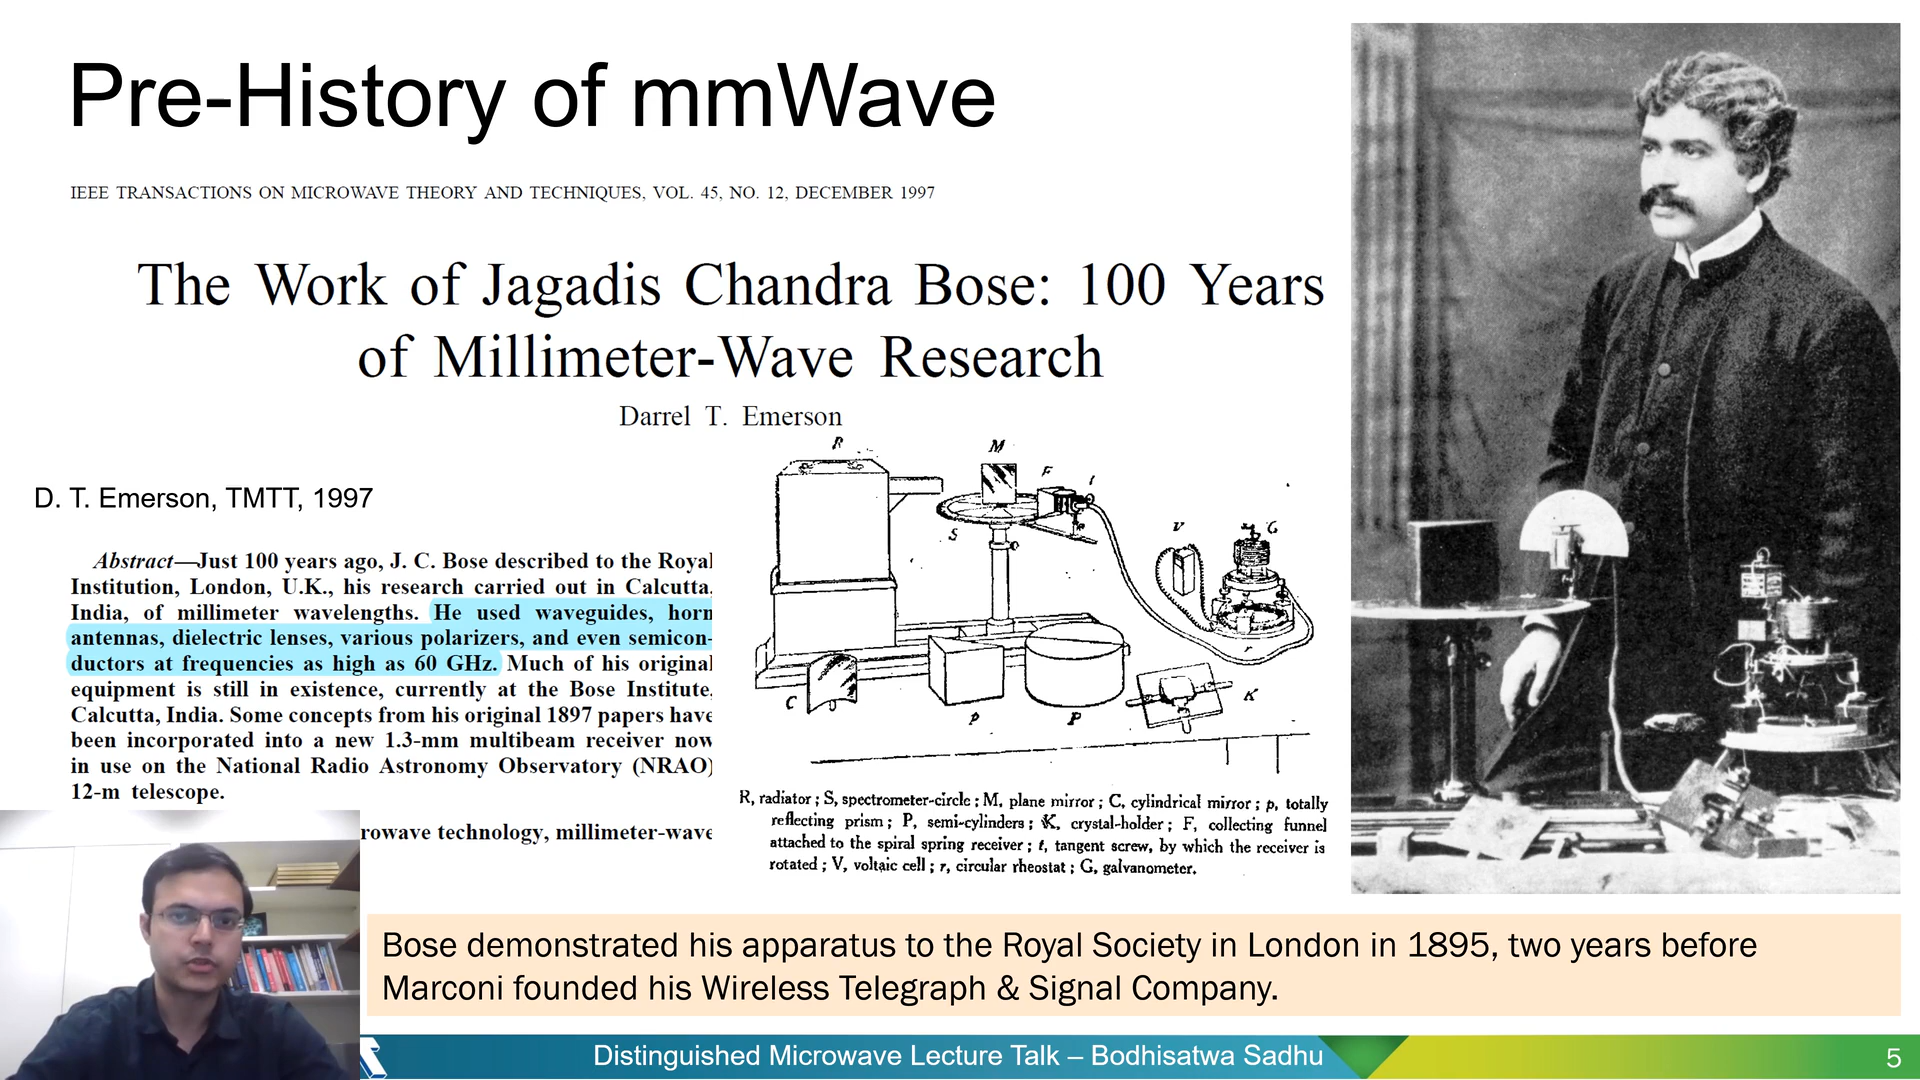 Pre-History of mmWave
IEEE TRANSACTIONS ON MICROWAVE THEORY AND TECHNIQUES, VOL. 45, NO. 12, DECEMBER 1997
The Work of Jagadis Chandra Bose: 100 Years
of Millimeter-Wave Research
Darrel T. Emerson
D. T. Emerson, TMTT, 1997
Abstract—Just 100 years ago, J. C. Bose described to the Royal
Institution, London, U.K., his research carried out in Calcutta,
India, of millimeter wavelengths. He used waveguides, horn
antennas, dielectric lenses, various polarizers, and even semicon-
ductors at frequencies as high as 60 GHz. Much of his original
equipment is still in existence, currently at the Bose Institute,
Calcutta, India. Some concepts from his original 1897 papers have
been incorporated into a new 1.3-mm multibeam receiver now
in use on the National Radio Astronomy Observatory (NRAO)
12-m telescope.
rowave technology, millimeter-wave
R
M
F
t
S
V
G
r
C
p
P
K
R, radiator ; S, spectrometer-circle ; M, plane mirror ; C, cylindrical mirror ; p, totally
reflecting prism ; P, semi-cylinders ; K, crystal-holder ; F, collecting funnel
attached to the spiral spring receiver ; t, tangent screw, by which the receiver is
rotated ; V, voltaic cell ; r, circular rheostat ; G, galvanometer.
Bose demonstrated his apparatus to the Royal Society in London in 1895, two years before
Marconi founded his Wireless Telegraph & Signal Company.
Distinguished Microwave Lecture Talk – Bodhisatwa Sadhu
5